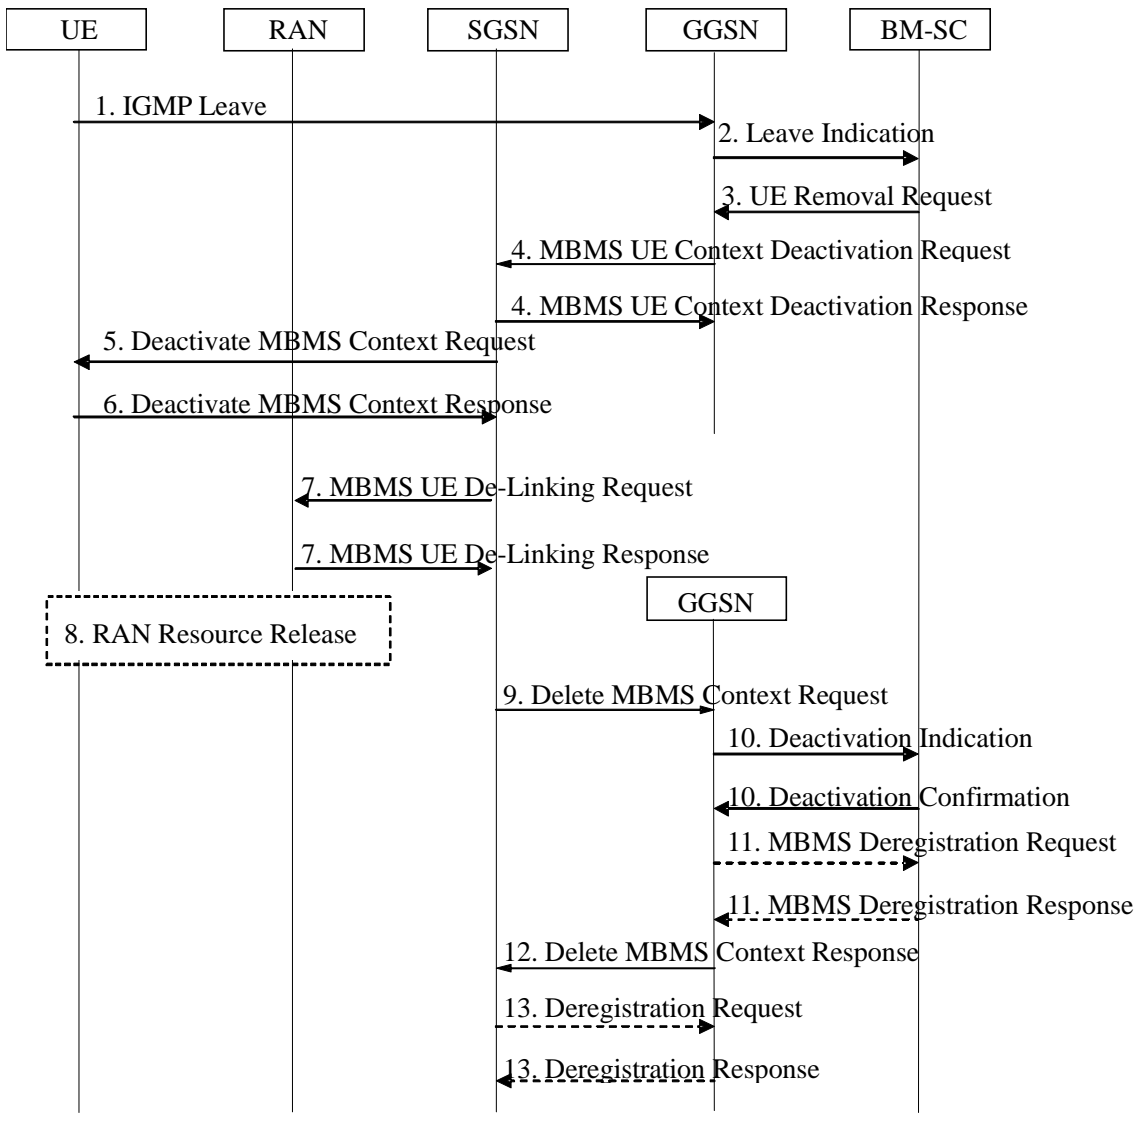 UE
RAN
SGSN
GGSN
BM-SC
1. IGMP Leave
2. Leave Indication
3. UE Removal Request
4. MBMS UE Context Deactivation Request
4. MBMS UE Context Deactivation Response
5. Deactivate MBMS Context Request
6. Deactivate MBMS Context Response
7. MBMS UE De-Linking Request
7. MBMS UE De-Linking Response
GGSN
8. RAN Resource Release
9. Delete MBMS Context Request
10. Deactivation Indication
10. Deactivation Confirmation
11. MBMS Deregistration Request
11. MBMS Deregistration Response
12. Delete MBMS Context Response
13. Deregistration Request
13. Deregistration Response